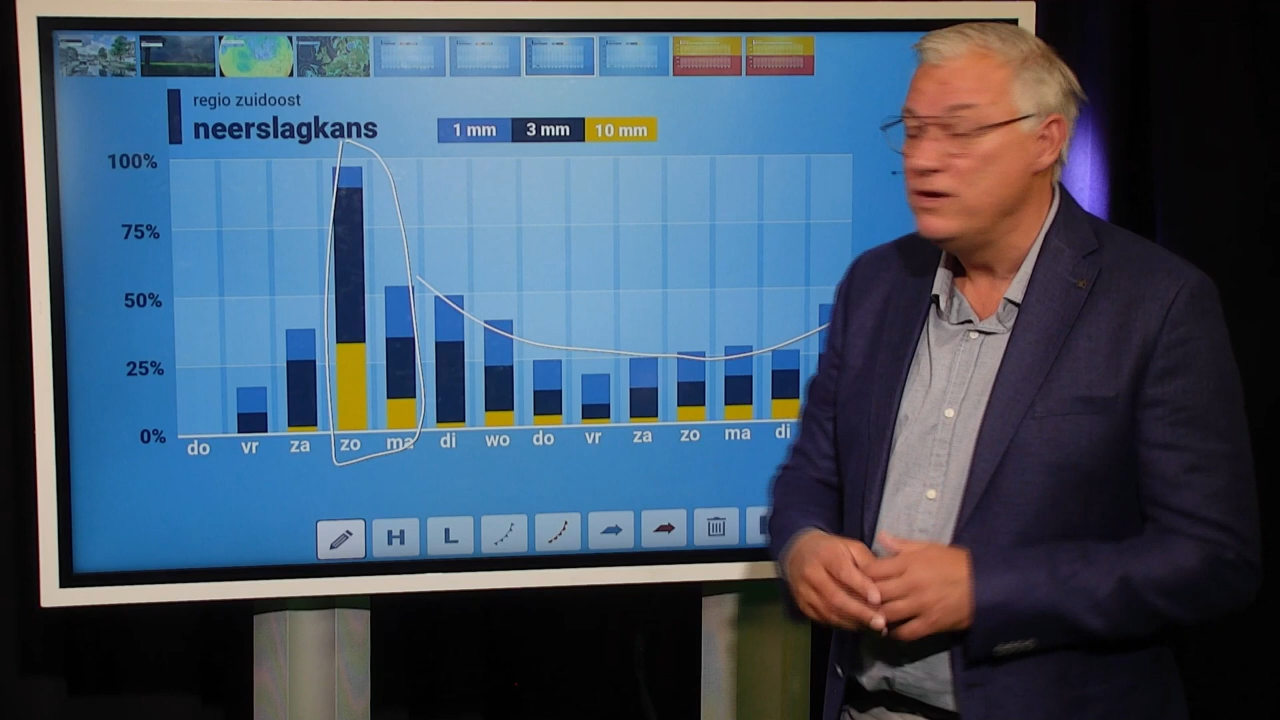 regio zuidoost
neerslagkans
1 mm 3 mm 10 mm
100%
75%
50%
25%
0%
do vr za zo ma di wo do vr za zo ma di
H L